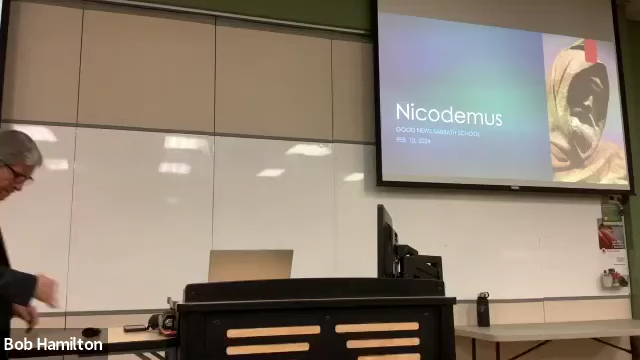 Nicodemus
GOOD NEWS SABBATH SCHOOL
FEB. 10, 2024
Bob Hamilton